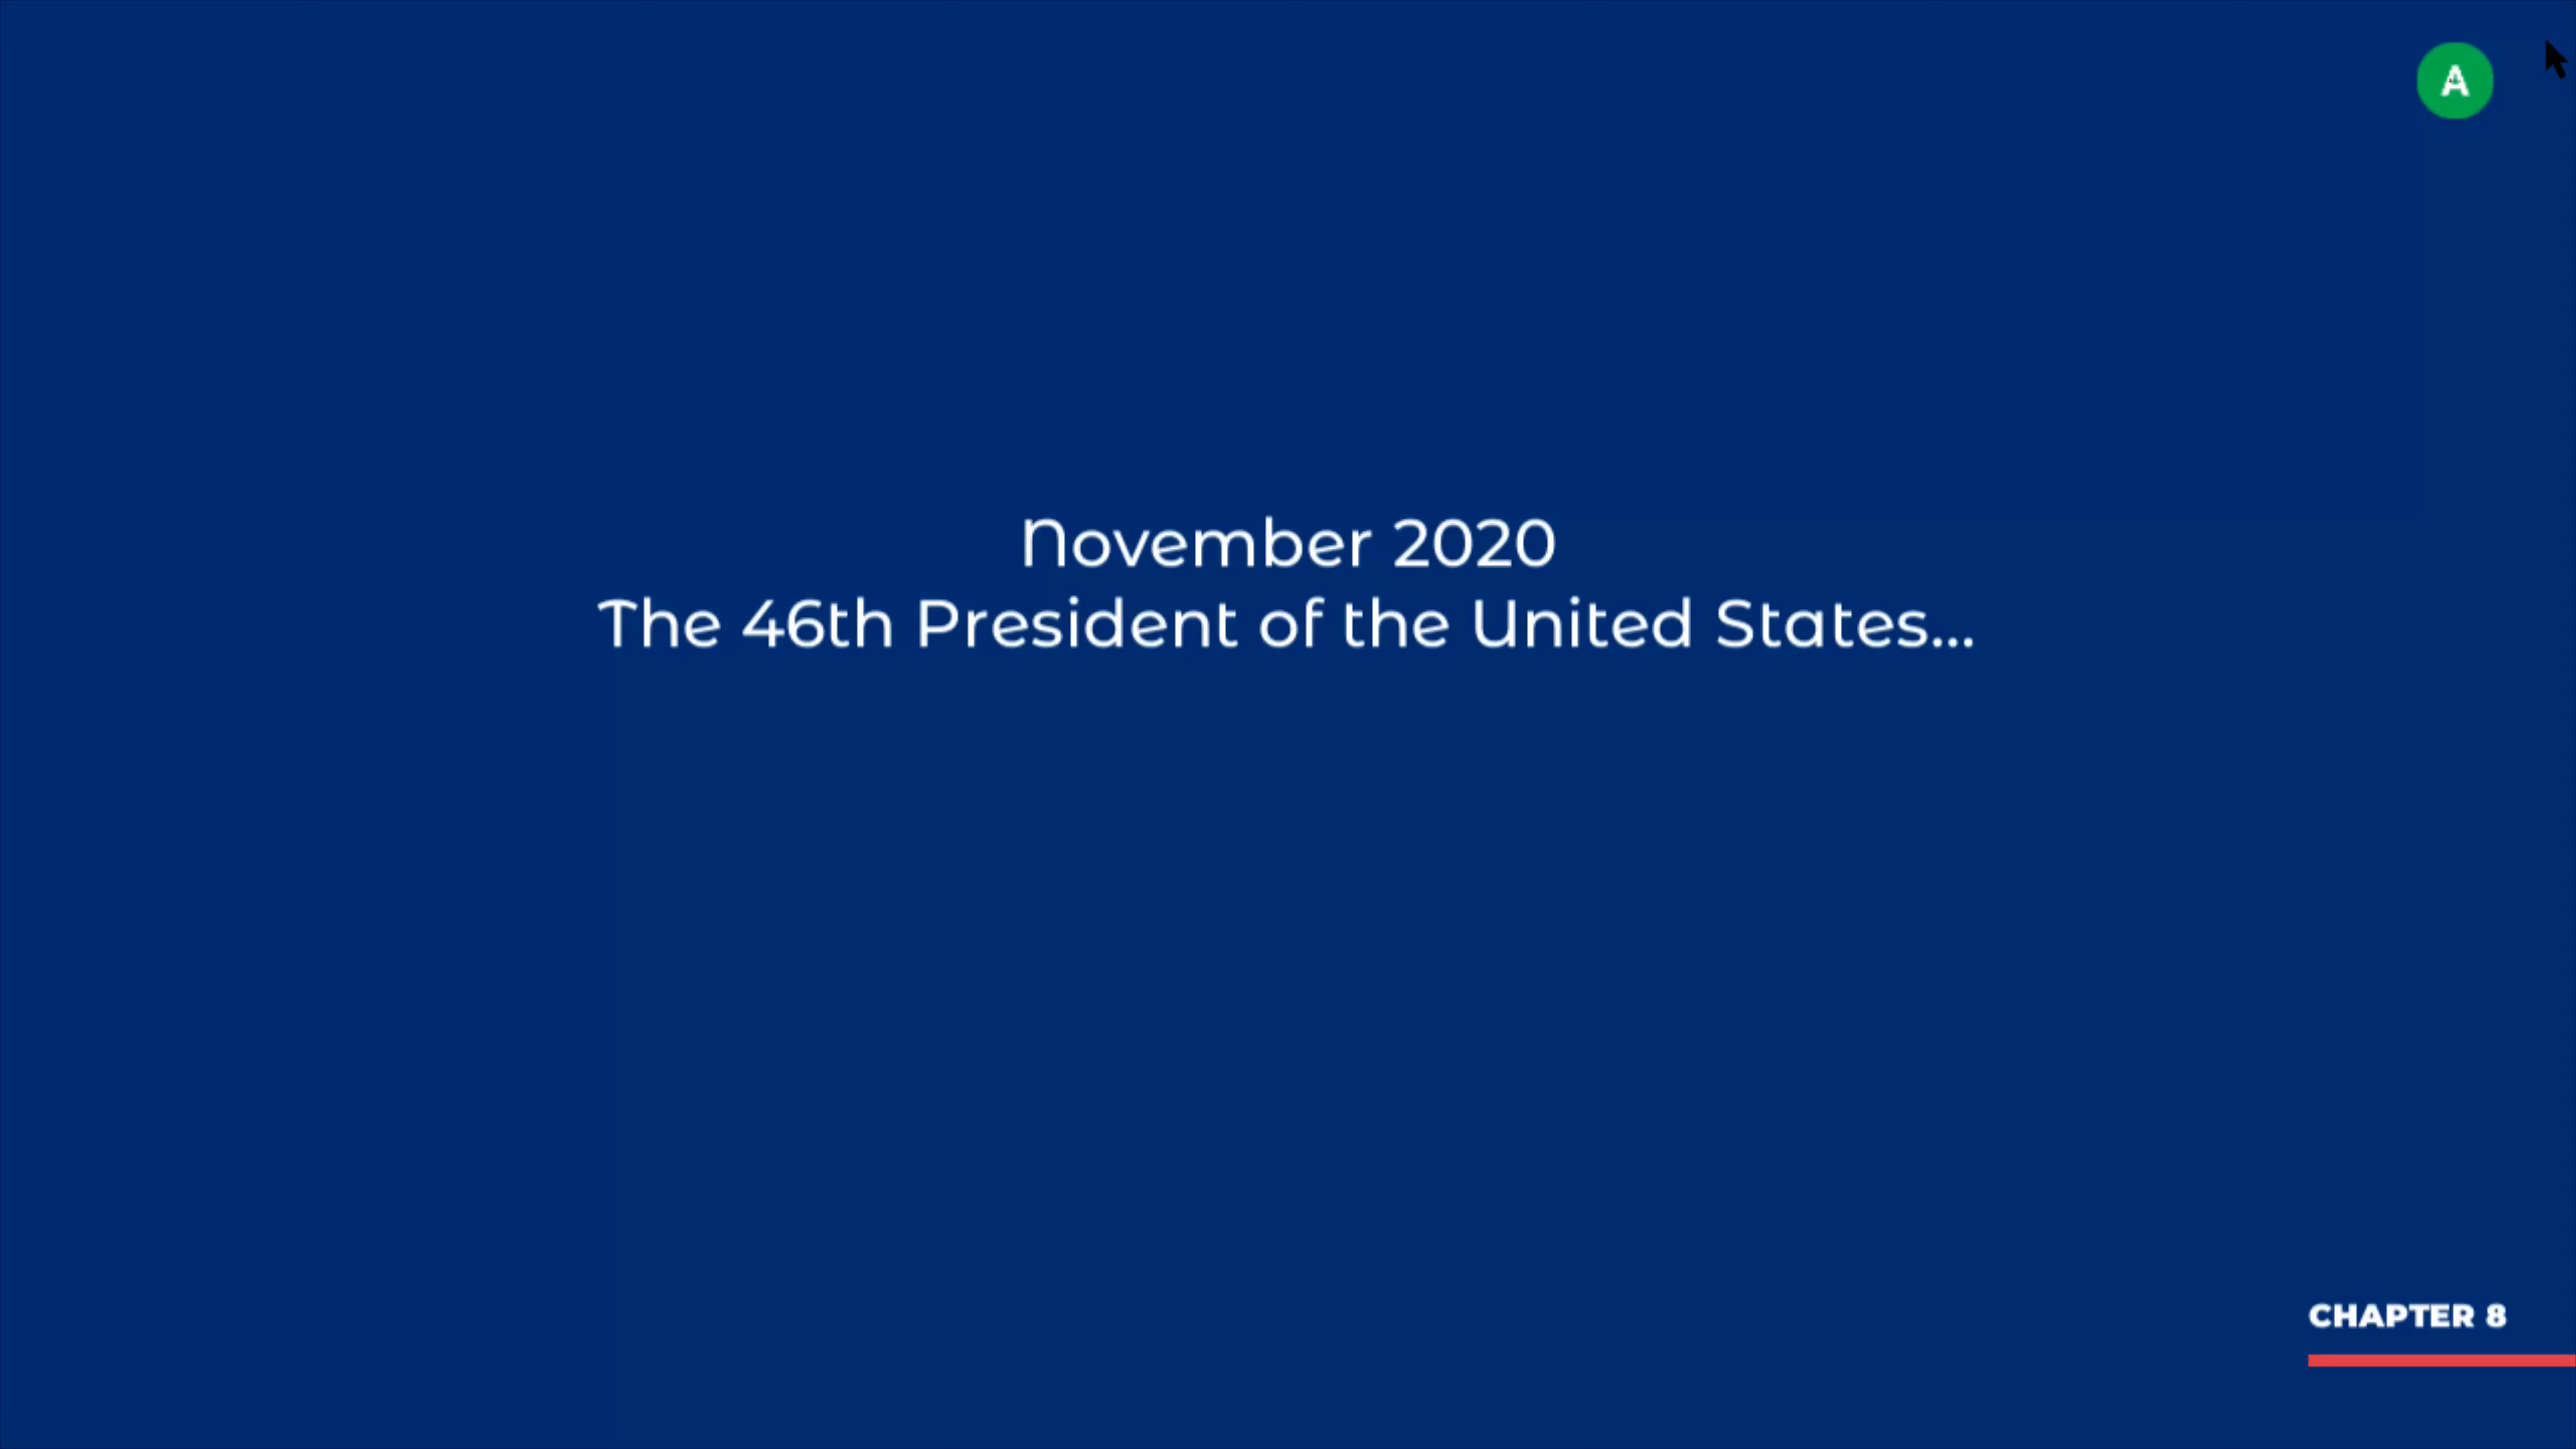 A
November 2020
The 46th President of the United States...
CHAPTER 8